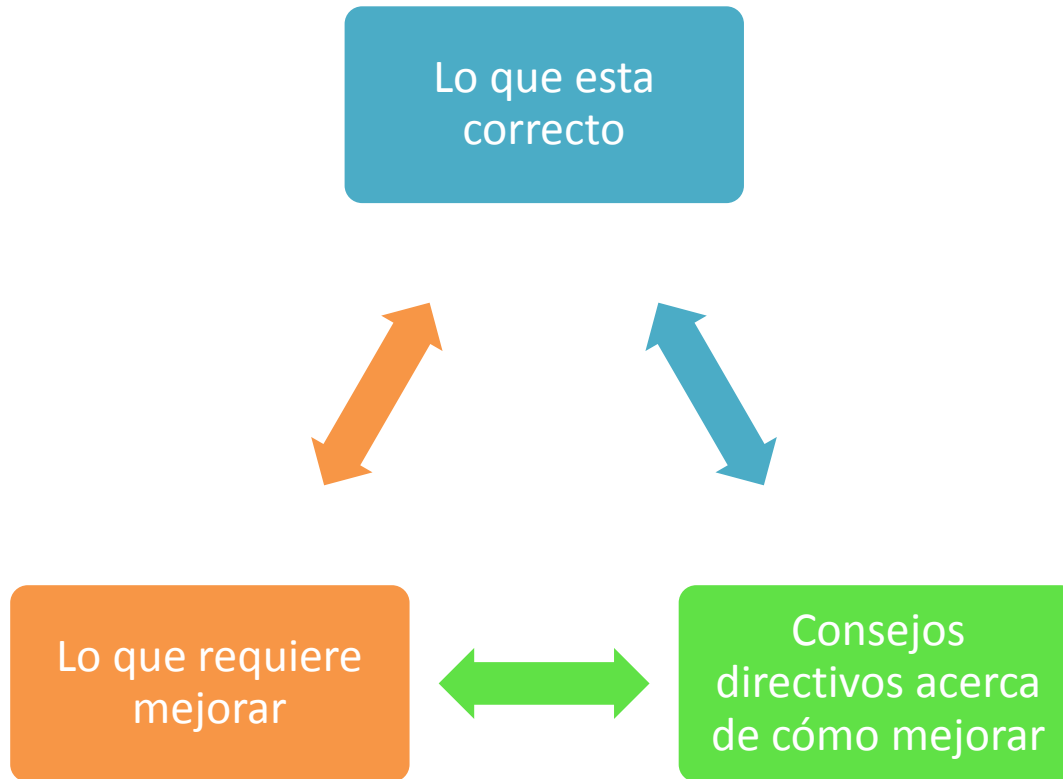 Lo que esta
correcto
Lo que requiere
mejorar
Consejos
directivos acerca
de cómo mejorar